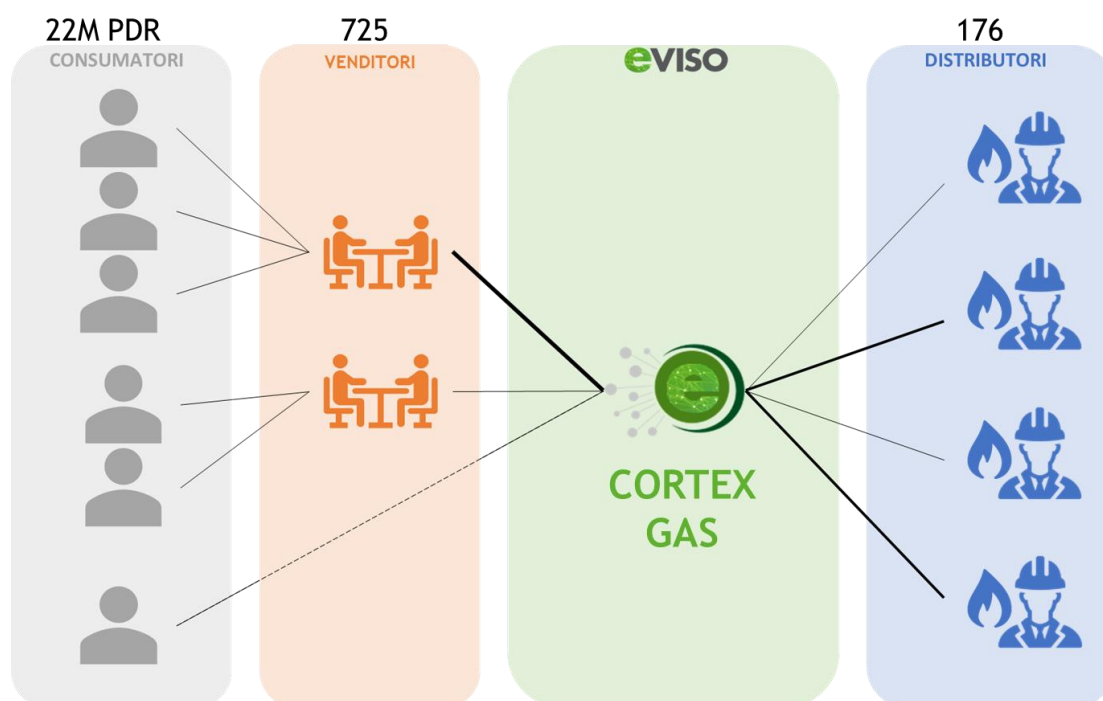 22M PDR
CONSUMATORI
725
VENDITORI
eVISO
176
DISTRIBUTORI
e
CORTEX
GAS